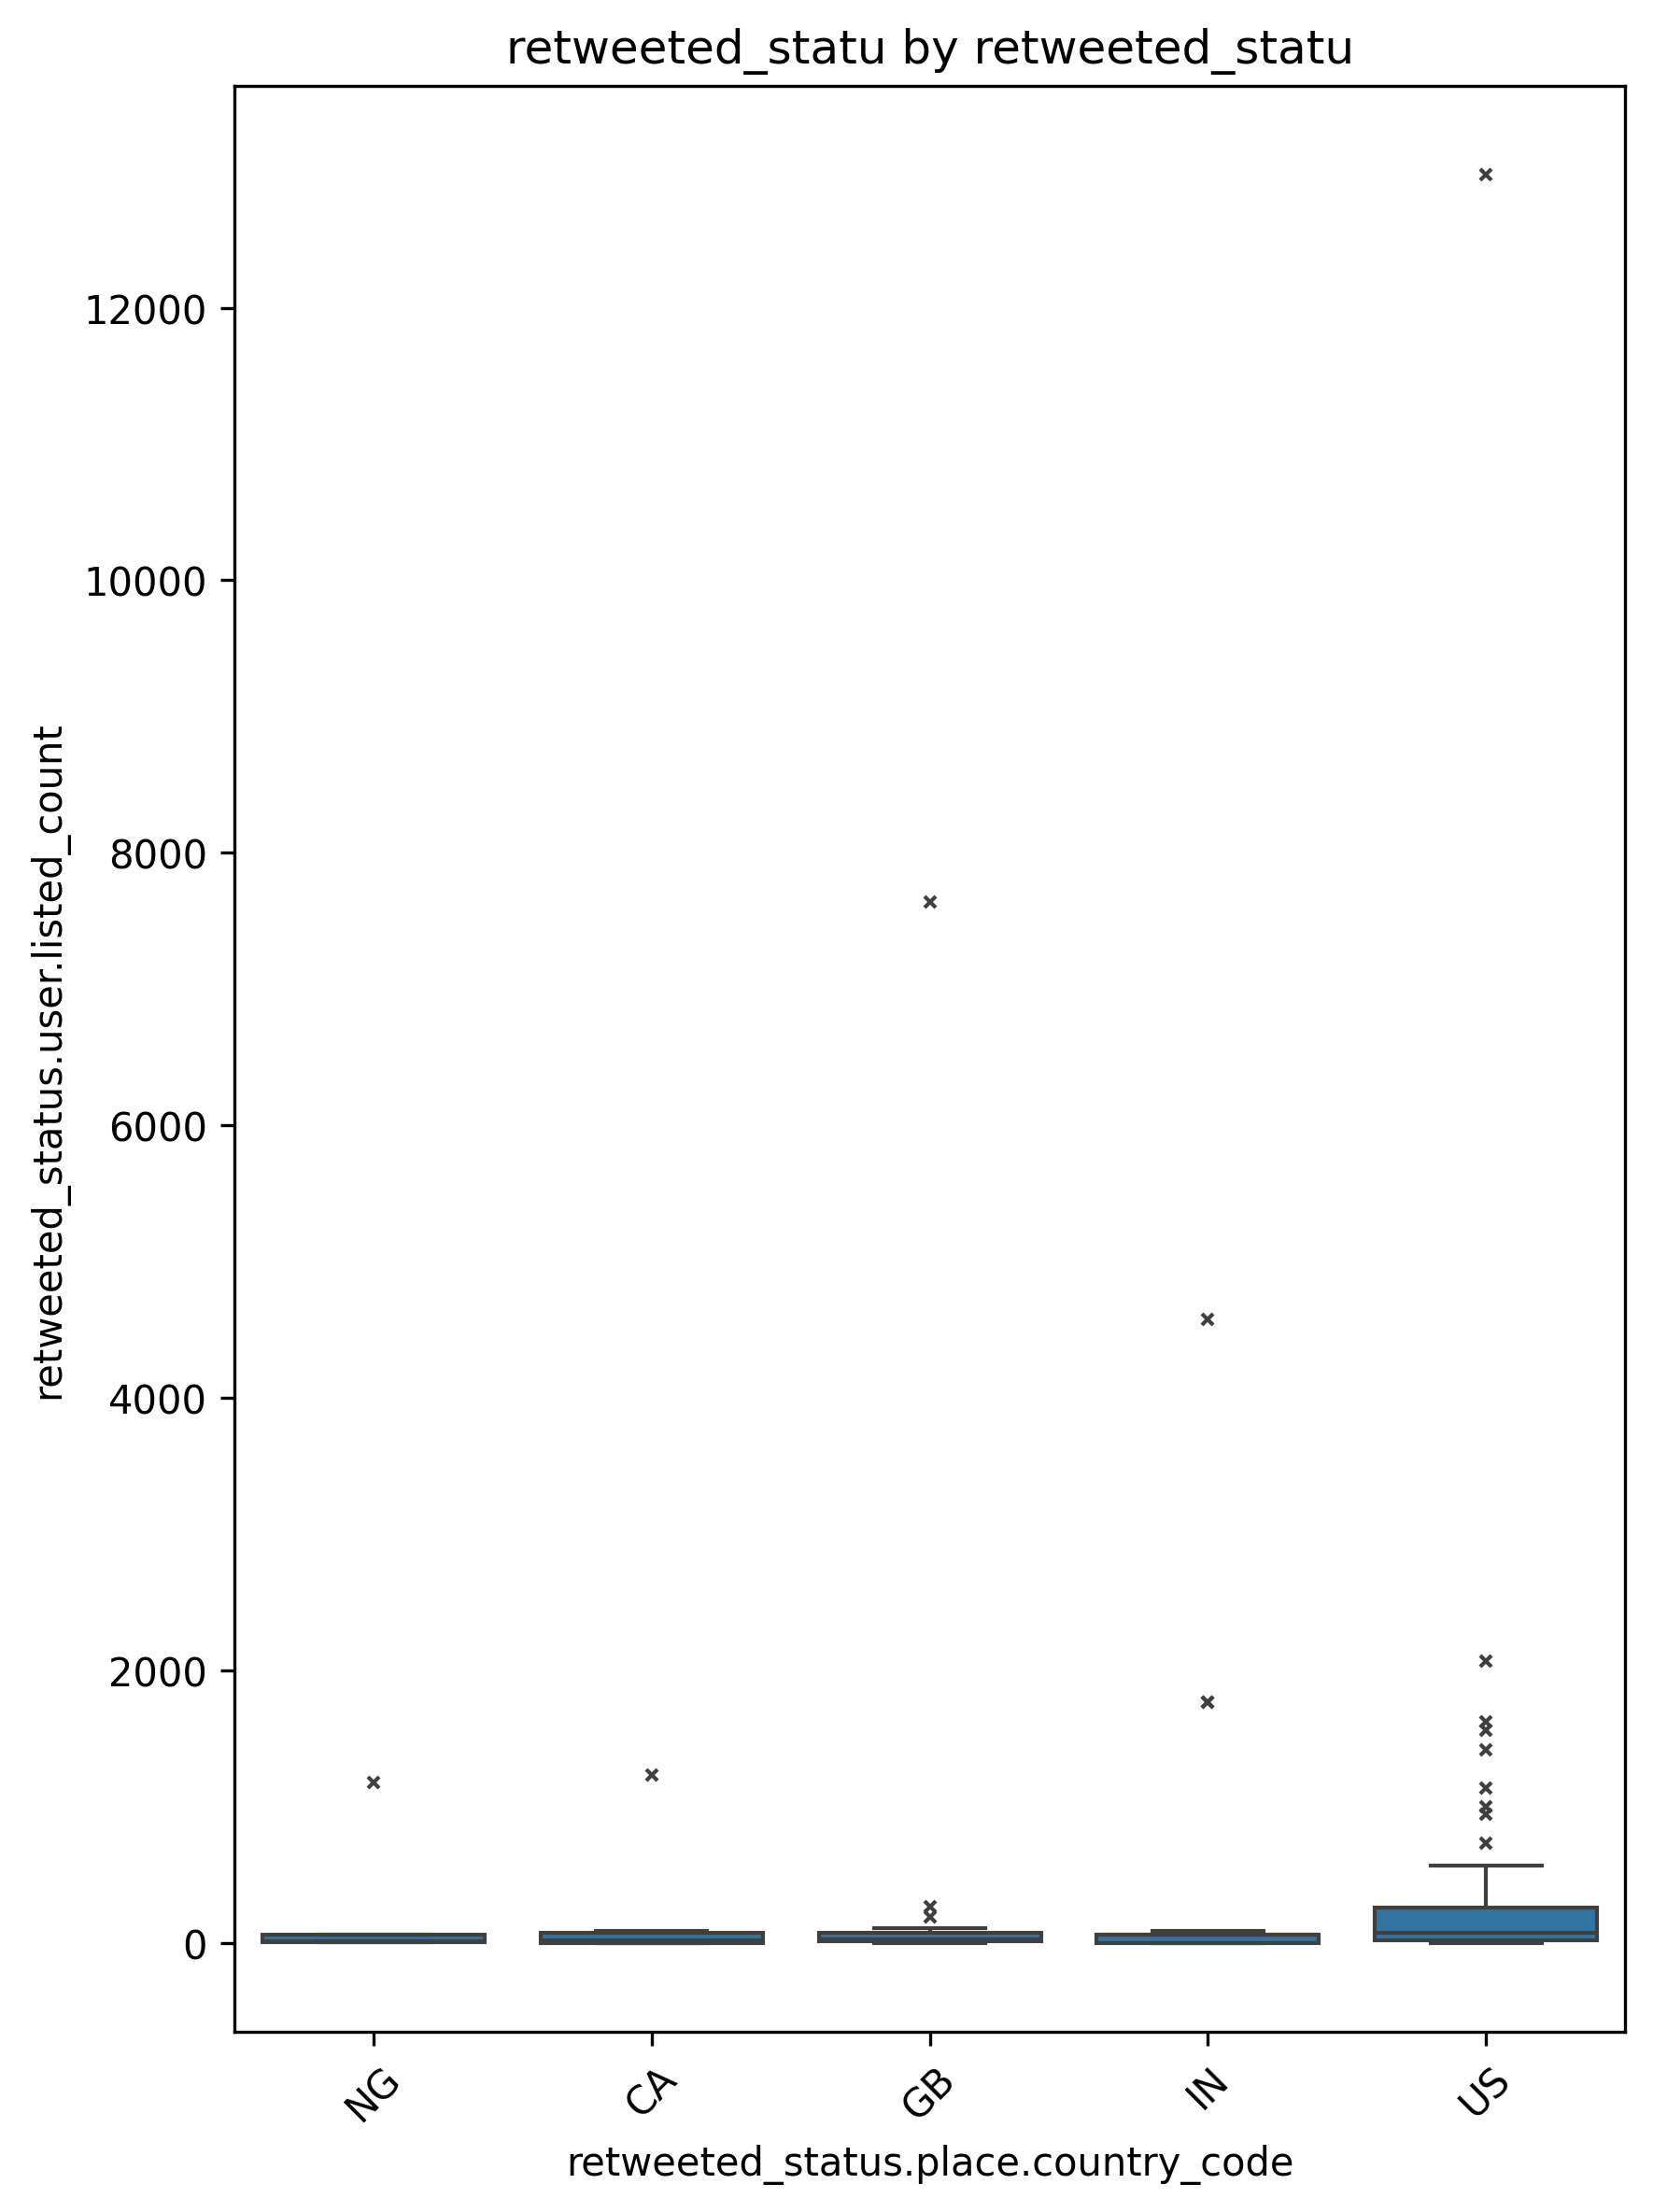 retweeted_statu by retweeted_statu
retweeted_status.user.listed_count
12000
10000
8000
6000
4000
2000
0
NG
CA
GB
IN
US
retweeted_status.place.country_code